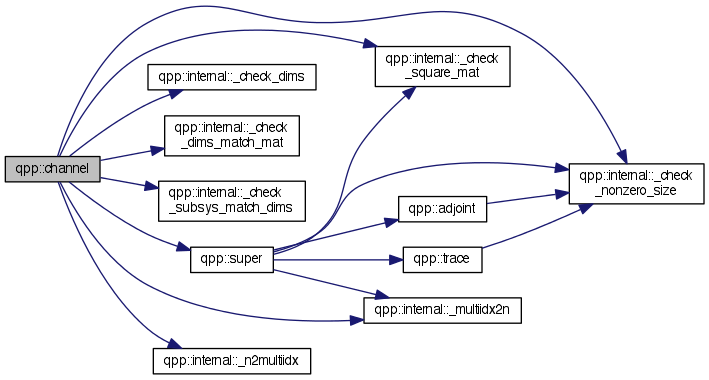 qpp::channel
qpp::internal::_check_dims
qpp::internal::_check
_dims_match_mat
qpp::internal::_check
_subsys_match_dims
qpp::super
qpp::internal::_n2multiidx
qpp::internal::_check
_square_mat
qpp::adjoint
qpp::trace
qpp::internal::_multiidx2n
qpp::internal::_check
_nonzero_size